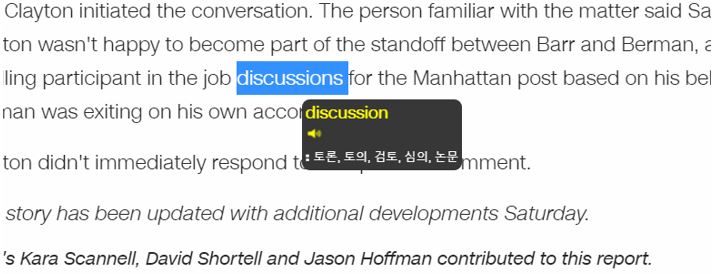 Clayton initiated the conversation. The person familiar with the matter said Sa
ton wasn't happy to become part of the standoff between Barr and Berman, a
ling participant in the job discussions for the Manhattan post based on his bel
man was exiting on his own accor
discussion
: 토론, 토의, 검토, 심의, 논문
ton didn't immediately respond t mment.
story has been updated with additional developments Saturday.
's Kara Scannell, David Shortell and Jason Hoffman contributed to this report.